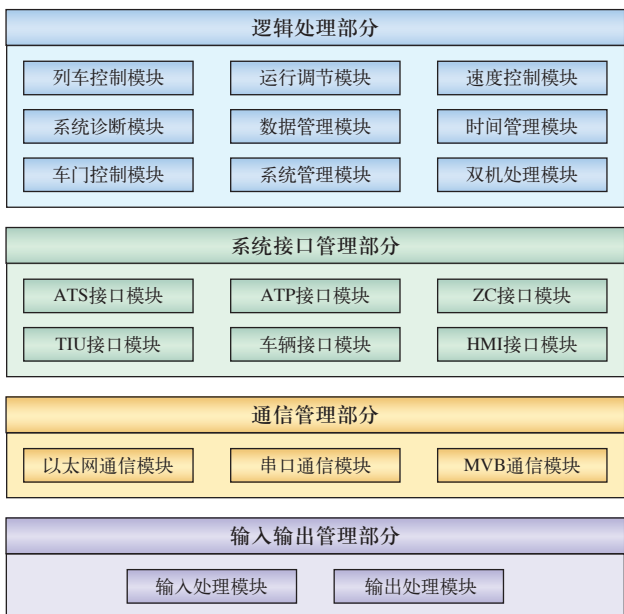 逻辑处理部分
列车控制模块 运行调节模块 速度控制模块
系统诊断模块 数据管理模块 时间管理模块
车门控制模块 系统管理模块 双机处理模块
系统接口管理部分
ATS接口模块 ATP接口模块 ZC接口模块
TIU接口模块 车辆接口模块 HMI接口模块
通信管理部分
以太网通信模块 串口通信模块 MVB通信模块
输入输出管理部分
输入处理模块 输出处理模块